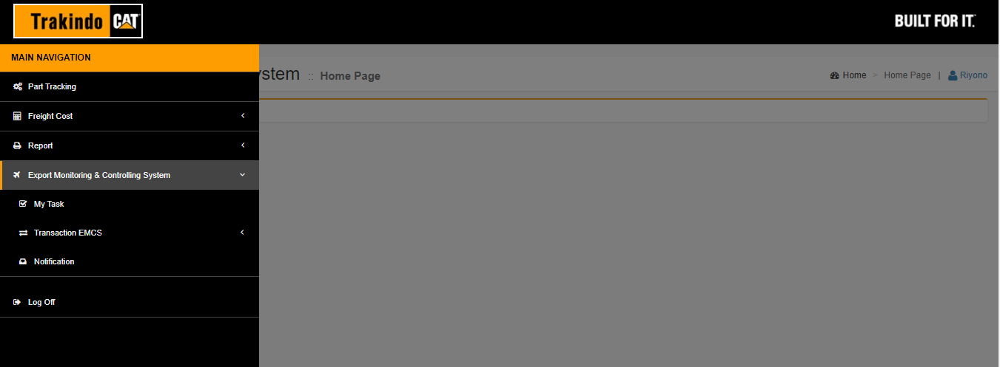 Trakindo CAT
BUILT FOR IT.
MAIN NAVIGATION
ystem :: Home Page
Home > Home Page | Riyono
Part Tracking
Freight Cost
Report
Export Monitoring & Controlling System
My Task
Transaction EMCS
Notification
Log Off